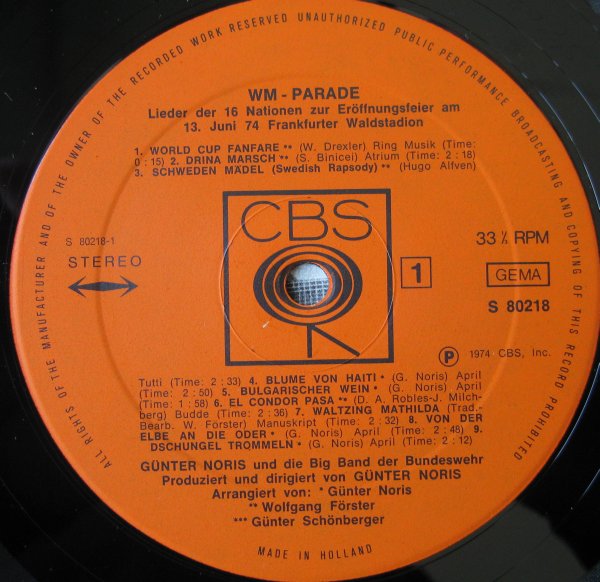 ALL RIGHTS OF THE MANUFACTURER AND OF THE OWNER OF THE RECORDED WORK RESERVED UNAUTHORIZED PUBLIC PERFORMANCE BROADCASTING AND COPYING OF THIS RECORD PROHIBITED
WM - PARADE
Lieder der 16 Nationen zur Eröffnungsfeier am
13. Juni 74 Frankfurter Waldstadion
1. WORLD CUP FANFARE ** (W. Drexler) Ring Musik (Time:
0 : 15) 2. DRINA MARSCH ** (S. Binicei) Atrium (Time: 2 : 18)
3. SCHWEDEN MÄDEL (Swedish Rapsody) ** (Hugo Alfven)
CBS
S 80218-1
STEREO
33 ⅓ RPM
1
GEMA
S 80218
P 1974 CBS, Inc.
Tutti (Time: 2 : 33) 4. BLUME VON HAITI * (G. Noris) April
(Time: 2 : 50) 5. BULGARISCHER WEIN * (G. Noris) April
(Time: 1 : 58) 6. EL CONDOR PASA ** (D. A. Robles-J. Milch-
berg) Budde (Time: 2 : 36) 7. WALTZING MATHILDA (Trad.-
Bearb. W. Förster) Manuskript (Time: 2 : 32) 8. VON DER
ELBE AN DIE ODER * (G. Noris) April (Time: 2 : 48) 9.
DSCHUNGEL TROMMELN * (G. Noris) April (Time: 2 : 12)
GÜNTER NORIS und die Big Band der Bundeswehr
Produziert und dirigiert von GÜNTER NORIS
Arrangiert von: * Günter Noris
** Wolfgang Förster
*** Günter Schönberger
MADE IN HOLLAND